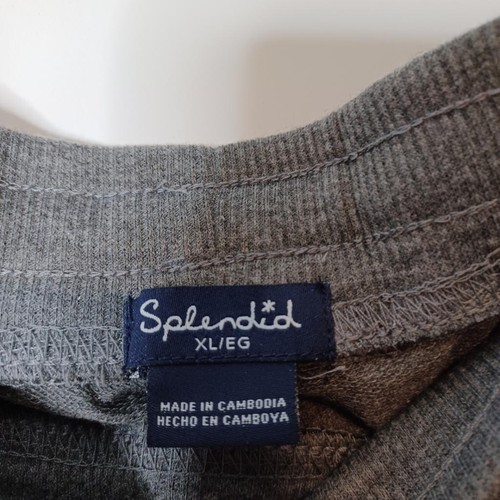 Splendid
XL/EG
MADE IN CAMBODIA
HECHO EN CAMBOYA